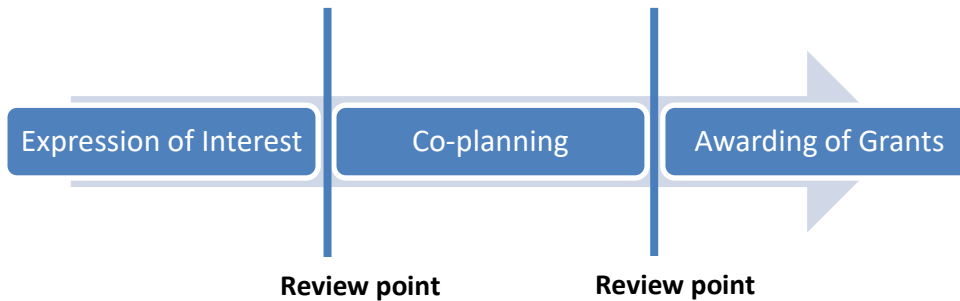 Expression of Interest
Co-planning
Awarding of Grants
Review point
Review point